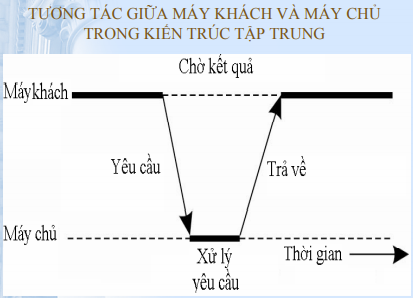 TƯƠNG TÁC GIỮA MÁY KHÁCH VÀ MÁY CHỦ
TRONG KIẾN TRÚC TẬP TRUNG
Chờ kết quả
Máy khách
Yêu cầu
Trả về
Máy chủ
Xử lý
yêu cầu
Thời gian